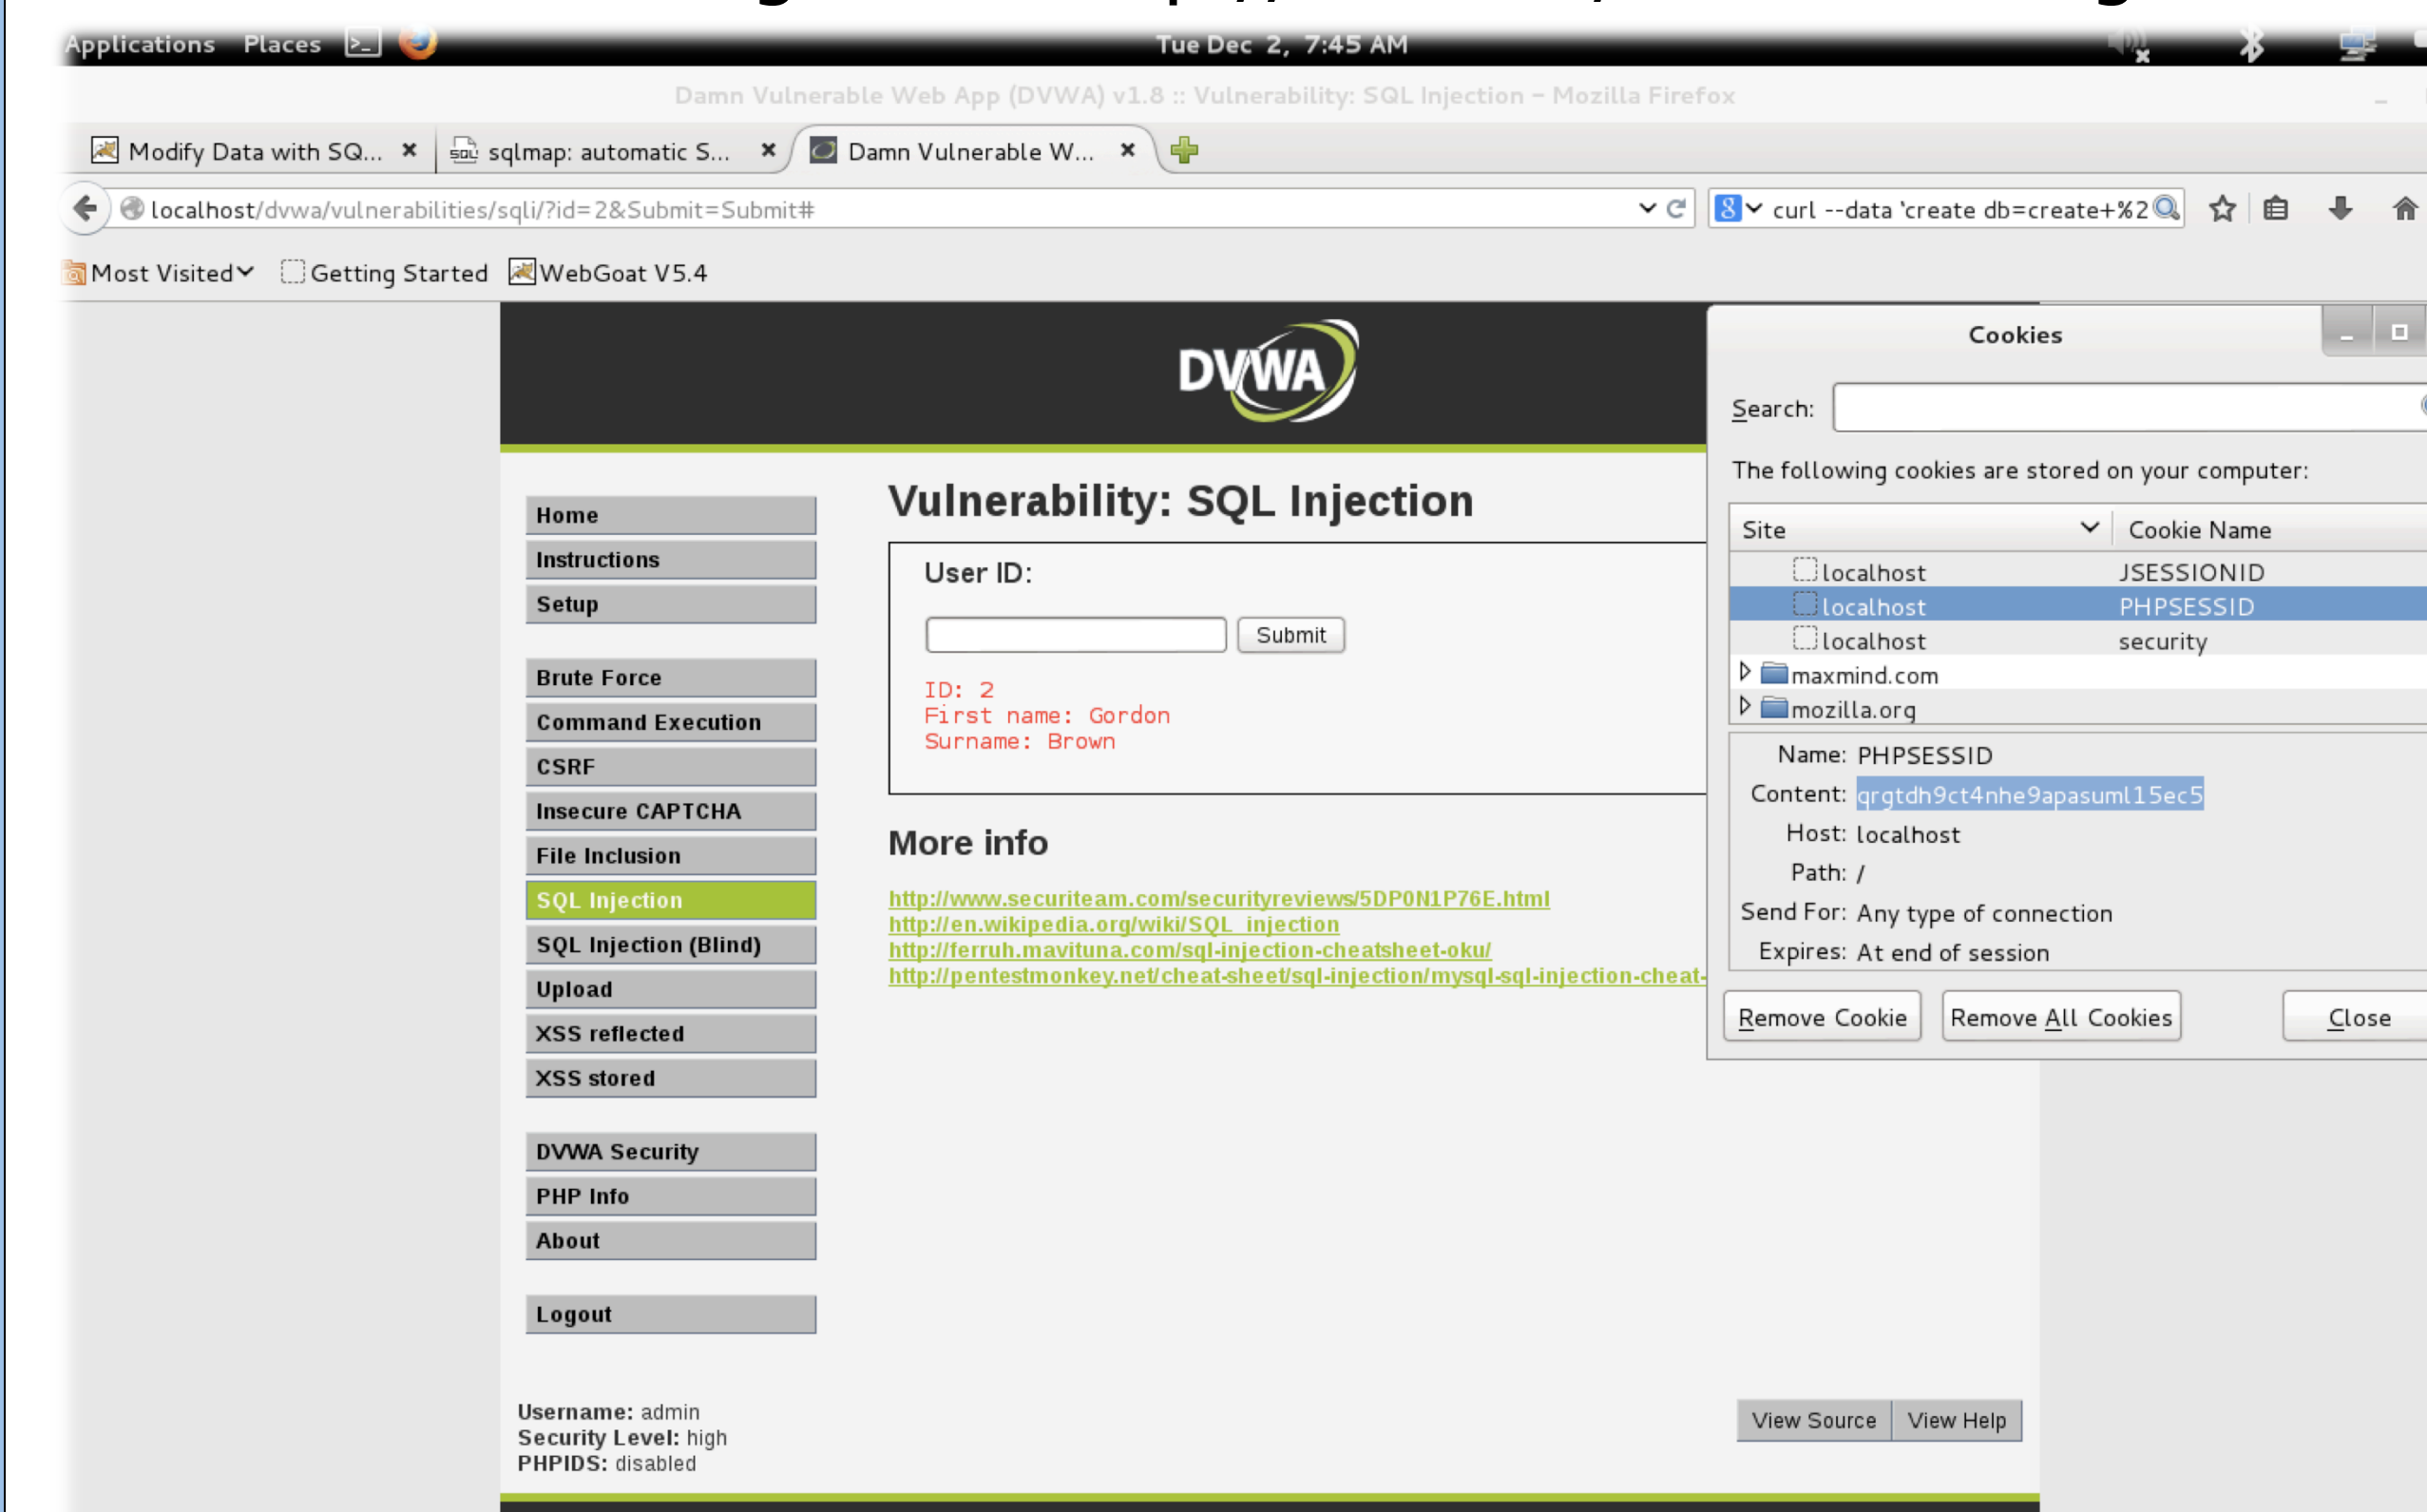 Applications Places
Tue Dec 2, 7:45 AM
Damn Vulnerable Web App (DVWA) v1.8 :: Vulnerability: SQL Injection – Mozilla Firefox
Modify Data with SQ...
sqlmap: automatic S...
Damn Vulnerable W...
localhost/dvwa/vulnerabilities/sqli/?id=2&Submit=Submit#
curl --data 'create db=create+%2
Most Visited
Getting Started
WebGoat V5.4
DVWA
Home
Instructions
Setup
Brute Force
Command Execution
CSRF
Insecure CAPTCHA
File Inclusion
SQL Injection
SQL Injection (Blind)
Upload
XSS reflected
XSS stored
DVWA Security
PHP Info
About
Logout
Username: admin
Security Level: high
PHPIDS: disabled
Vulnerability: SQL Injection
User ID:
Submit
ID: 2
First name: Gordon
Surname: Brown
More info
http://www.securiteam.com/securityreviews/5DP0N1P76E.html
http://en.wikipedia.org/wiki/SQL_injection
http://ferruh.mavituna.com/sql-injection-cheatsheet-oku/
http://pentestmonkey.net/cheat-sheet/sql-injection/mysql-sql-injection-cheat-
View Source
View Help
Cookies
Search:
The following cookies are stored on your computer:
Site Cookie Name
localhost JSESSIONID
localhost PHPSESSID
localhost security
maxmind.com
mozilla.org
Name: PHPSESSID
Content: qrgtdh9ct4nhe9apasuml15ec5
Host: localhost
Path: /
Send For: Any type of connection
Expires: At end of session
Remove Cookie
Remove All Cookies
Close